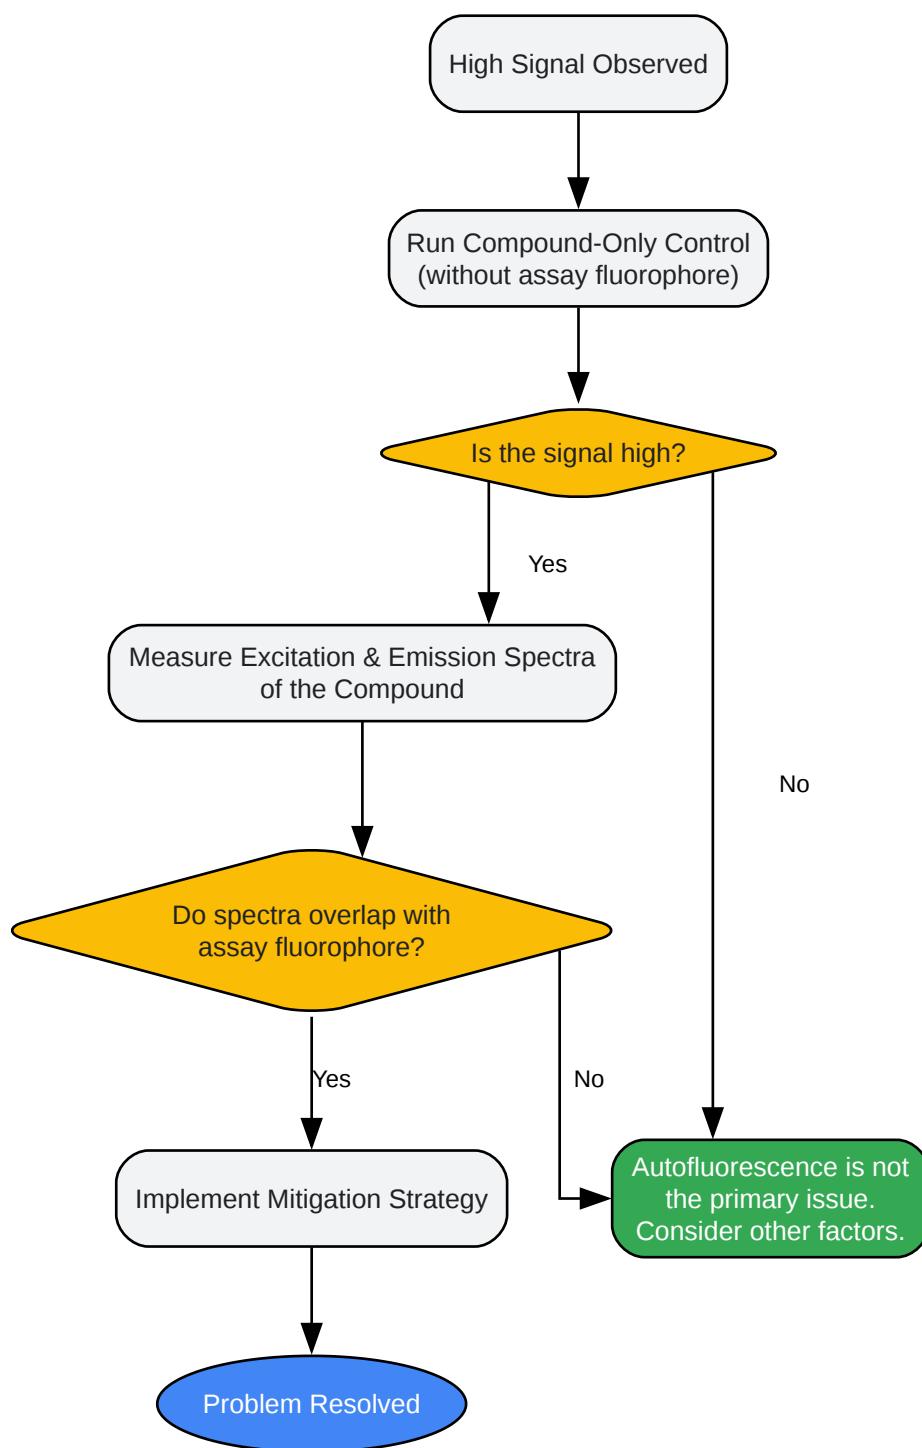 High Signal Observed
Run Compound-Only Control
(without assay fluorophore)
Is the signal high?
Yes
Measure Excitation & Emission Spectra
of the Compound
No
Do spectra overlap with
assay fluorophore?
Yes
No
Implement Mitigation Strategy
Autofluorescence is not
the primary issue.
Consider other factors.
Problem Resolved